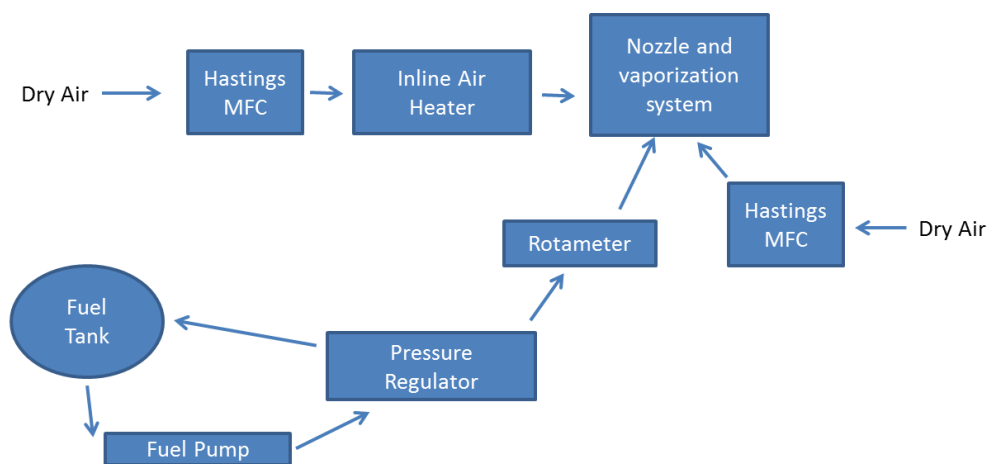 Dry Air
Hastings
MFC
Inline Air
Heater
Nozzle and
vaporization
system
Hastings
MFC
Dry Air
Rotameter
Fuel
Tank
Pressure
Regulator
Fuel Pump